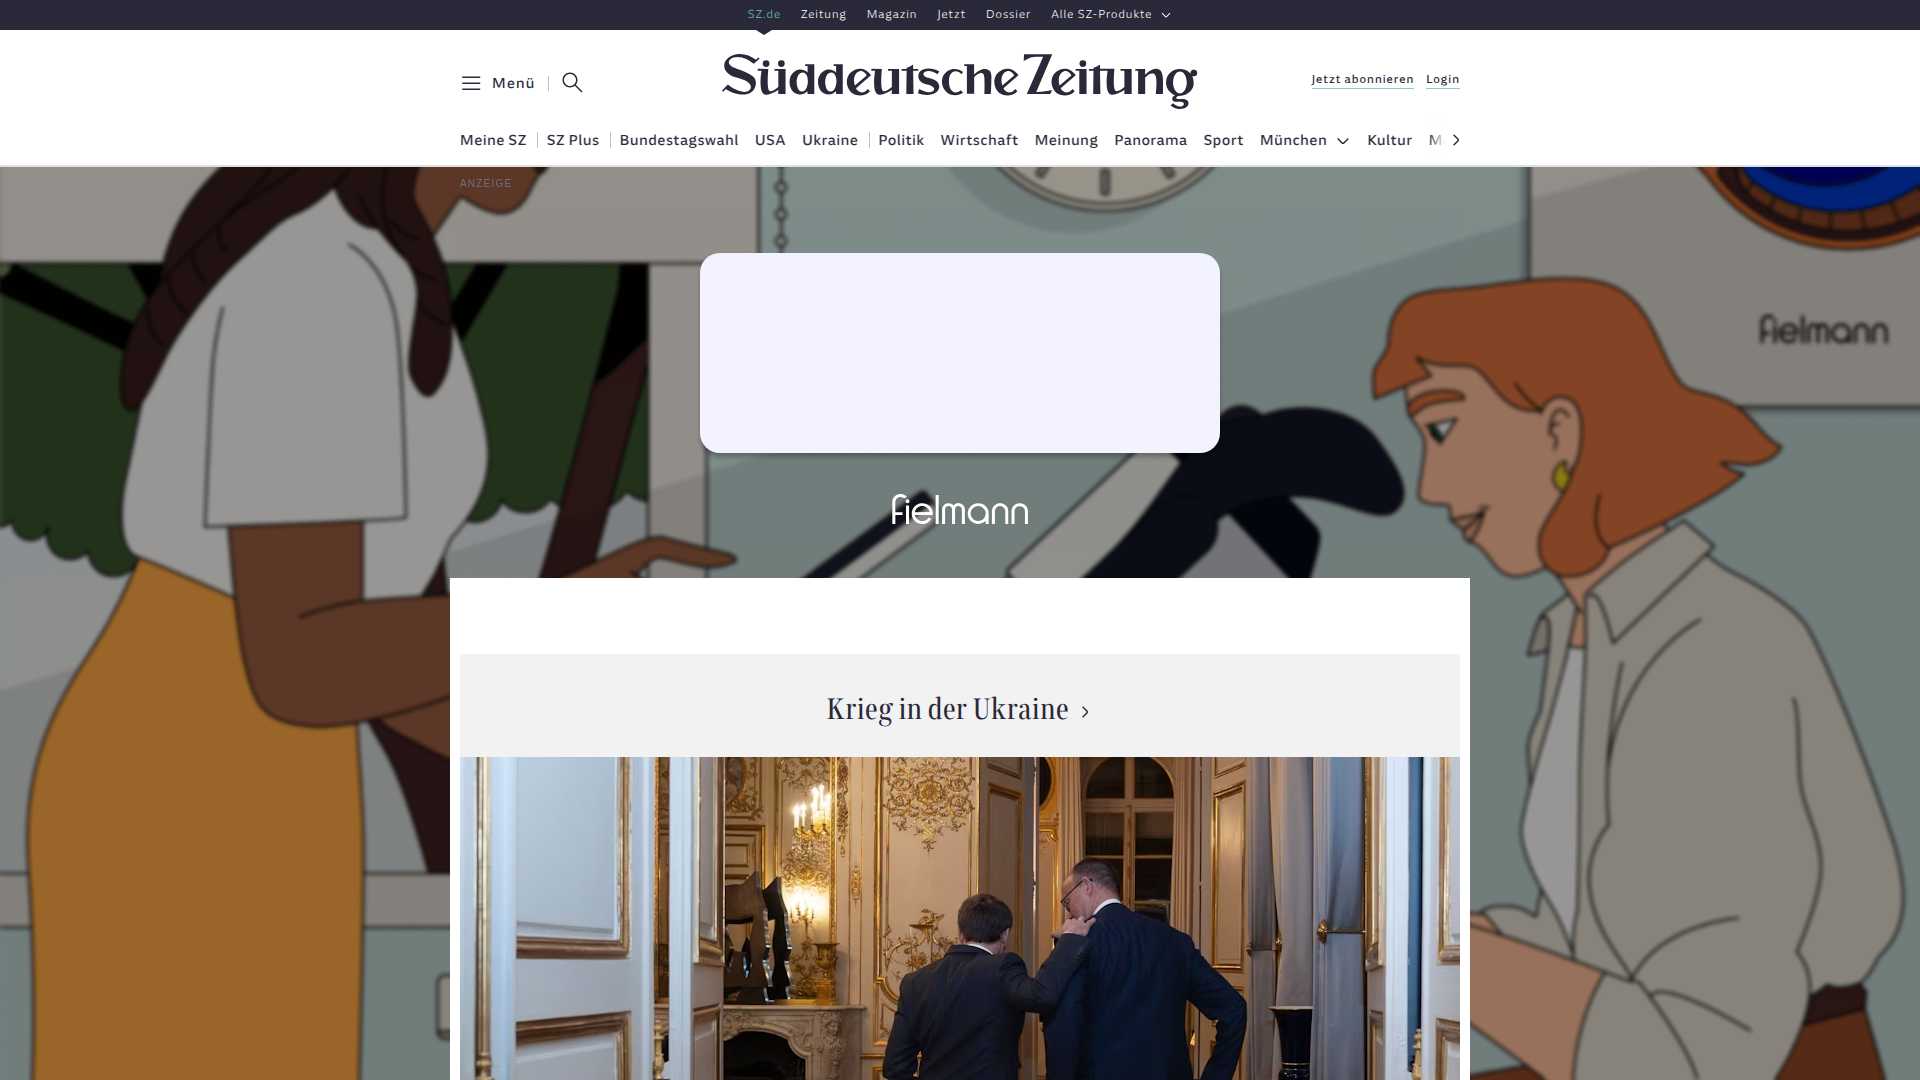 SZ.de Zeitung Magazin Jetzt Dossier Alle SZ-Produkte
Menü
Süddeutsche Zeitung
Jetzt abonnieren Login
Meine SZ SZ Plus Bundestagswahl USA Ukraine Politik Wirtschaft Meinung Panorama Sport München Kultur M
ANZEIGE
fielmann
fielmann
Krieg in der Ukraine